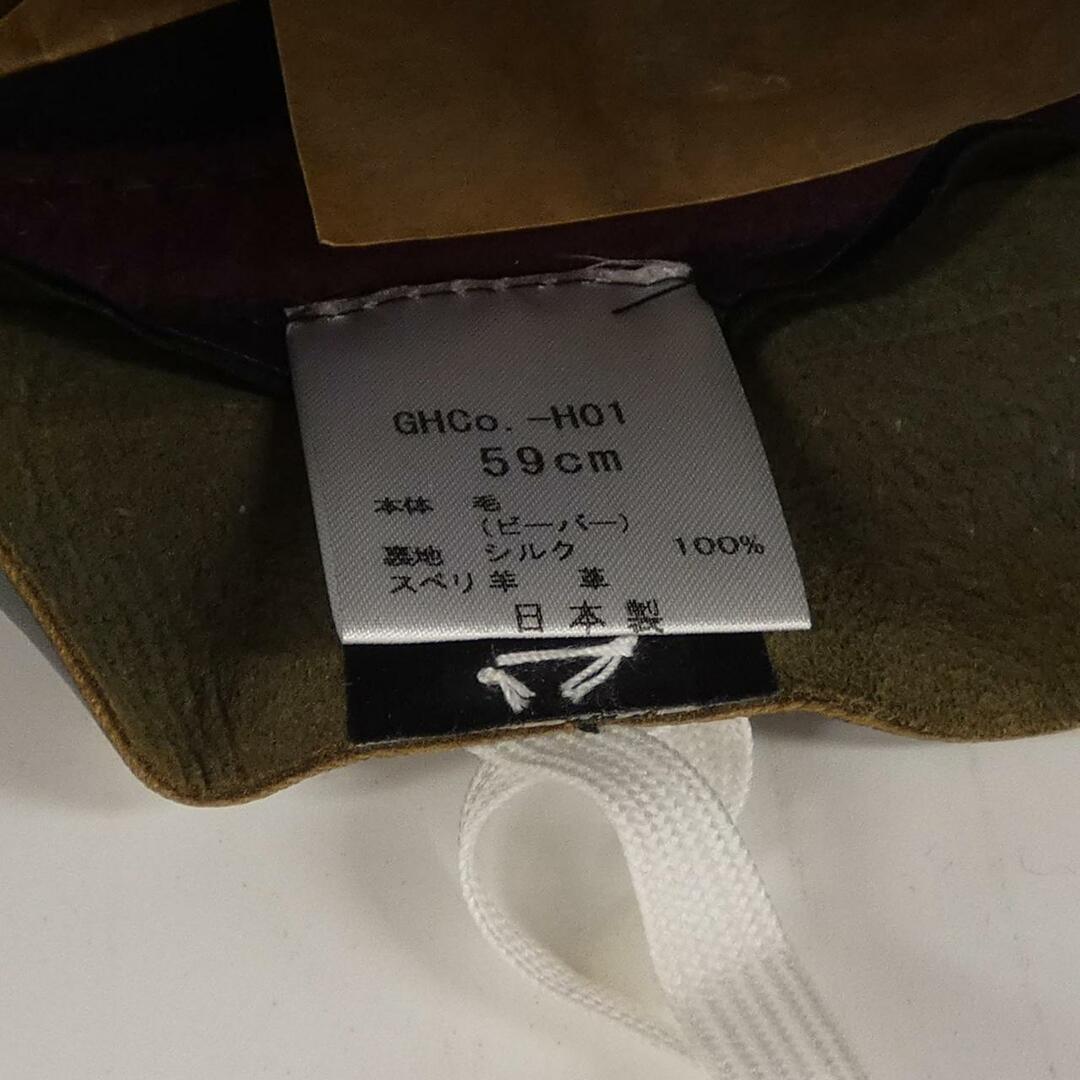 GHCo.-H01
59cm
本体 毛
(ビーバー)
裏地 シルク 100%
スベリ 羊 革
日本製